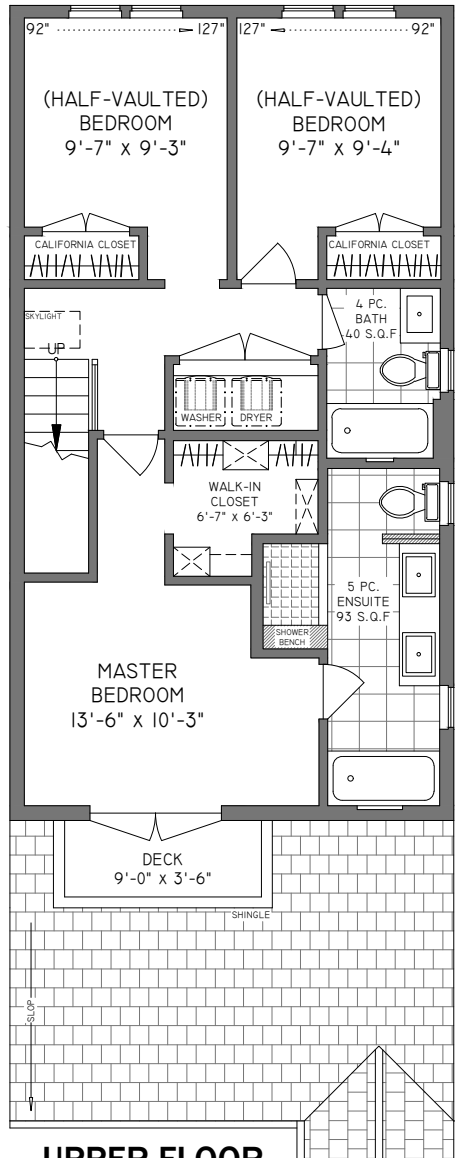 92" 127" 127" 92"
(HALF-VAULTED)
BEDROOM
9'-7" X 9'-3"
(HALF-VAULTED)
BEDROOM
9'-7" X 9'-4"
CALIFORNIA CLOSET
CALIFORNIA CLOSET
SKYLIGHT
UP
4 PC.
BATH
40 S.Q.F
WASHER
DRYER
WALK-IN
CLOSET
6'-7" X 6'-3"
5 PC.
ENSUITE
93 S.Q.F
SHOWER
BENCH
MASTER
BEDROOM
13'-6" X 10'-3"
DECK
9'-0" X 3'-6"
SHINGLE
SLOP
UPPER FLOOR